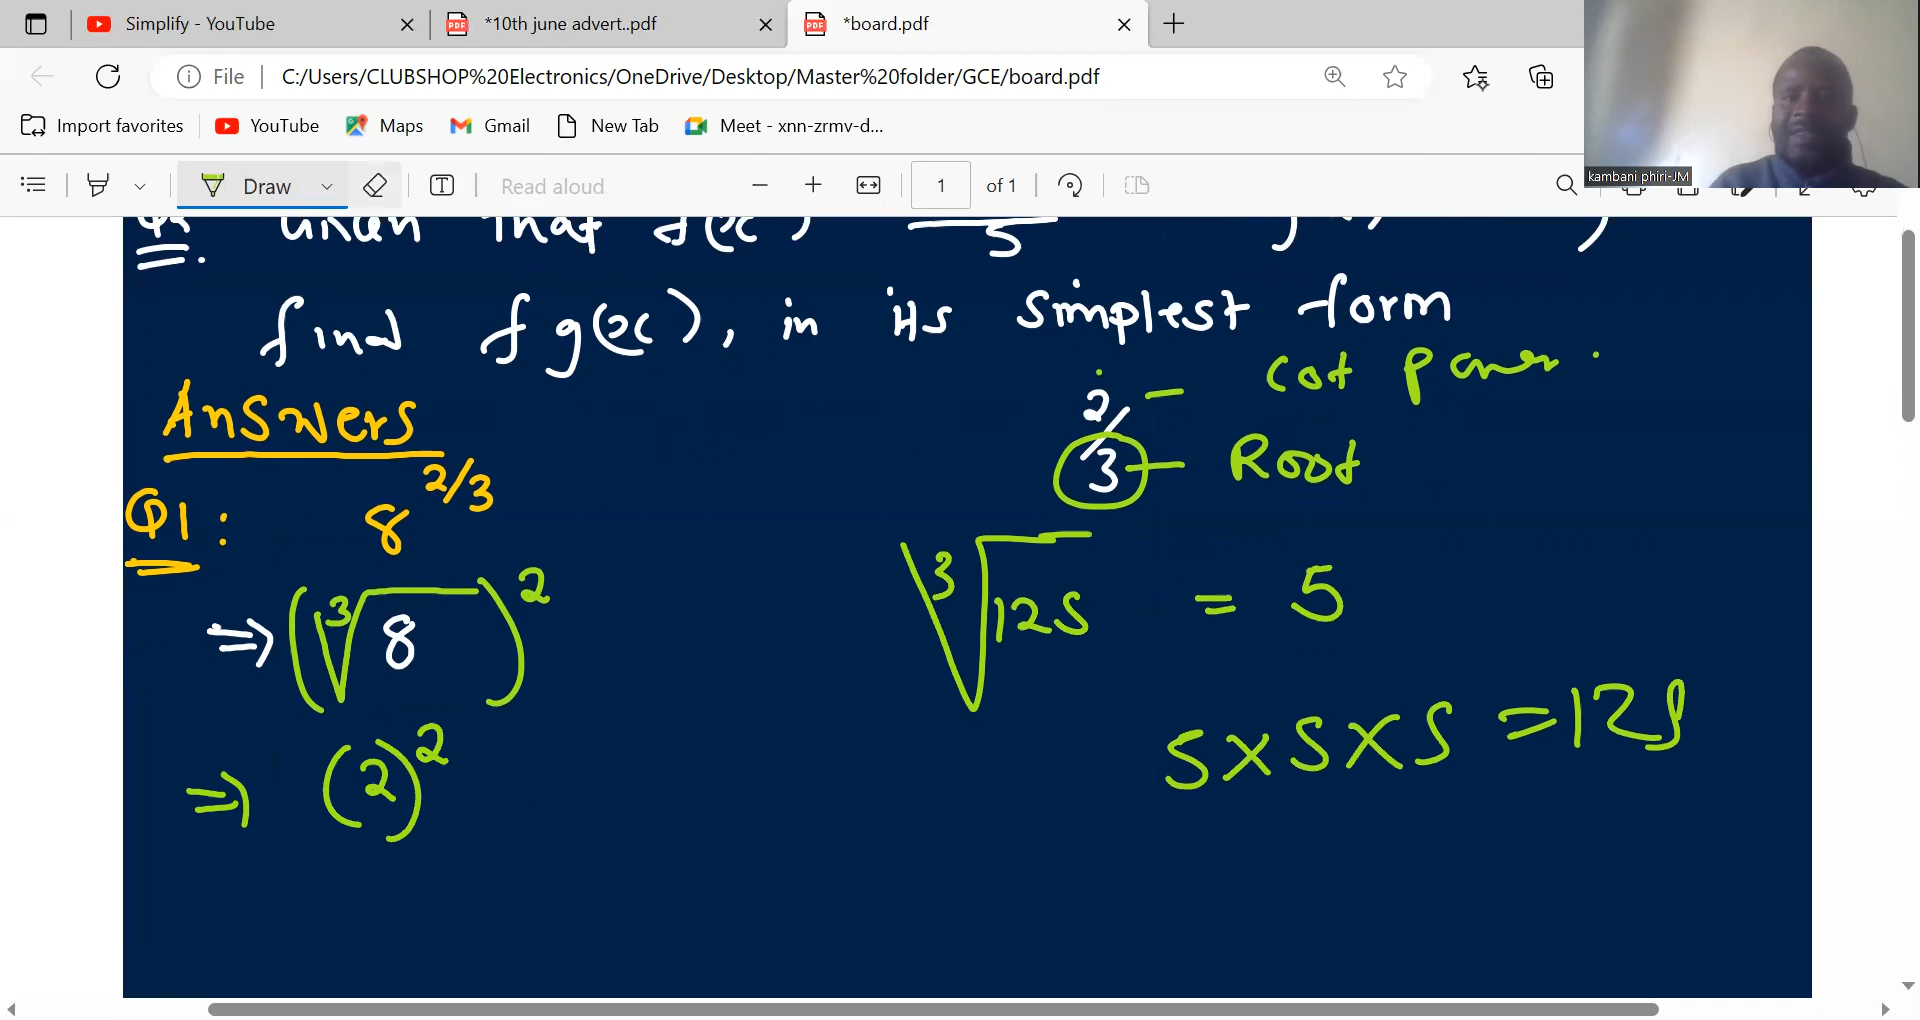 Simplify - YouTube
*10th june advert..pdf
*board.pdf
File
C:/Users/CLUBSHOP%20Electronics/OneDrive/Desktop/Master%20folder/GCE/board.pdf
Import favorites
YouTube
Maps
Gmail
New Tab
Meet - xnn-zrmv-d...
kambani phiri-JM
Draw
Read aloud
1
of 1
Given that f(x) 5
find fg(x), in its simplest form
2/3 - Power.
Root
Answers
Q1: 8^2/3
⇒ (∛8)^2
∛125 = 5
5 × 5 × 5 = 125
⇒ (2)^2